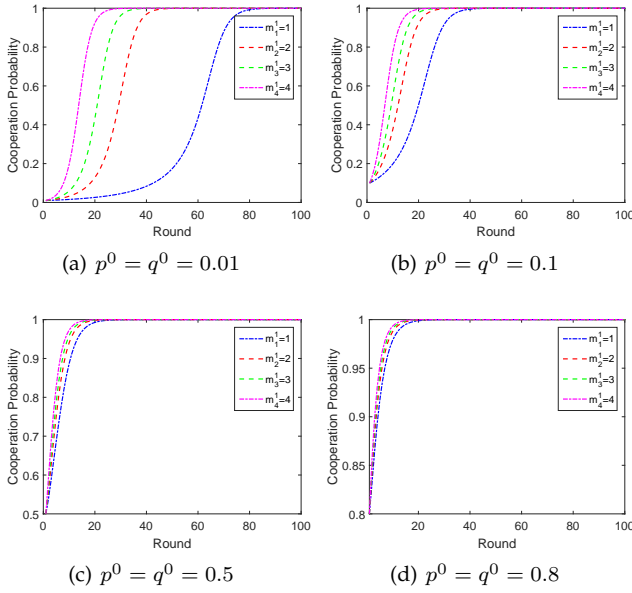 1
0.8
0.6
0.4
0.2
0
Cooperation Probability
0 20 40 60 80 100
Round
m₁¹=1
m₂¹=2
m₃¹=3
m₄¹=4
(a) p⁰ = q⁰ = 0.01
1
0.8
0.6
0.4
0.2
0
Cooperation Probability
0 20 40 60 80 100
Round
m₁¹=1
m₂¹=2
m₃¹=3
m₄¹=4
(b) p⁰ = q⁰ = 0.1
1
0.9
0.8
0.7
0.6
0.5
Cooperation Probability
0 20 40 60 80 100
Round
m₁¹=1
m₂¹=2
m₃¹=3
m₄¹=4
(c) p⁰ = q⁰ = 0.5
1
0.95
0.9
0.85
0.8
Cooperation Probability
0 20 40 60 80 100
Round
m₁¹=1
m₂¹=2
m₃¹=3
m₄¹=4
(d) p⁰ = q⁰ = 0.8